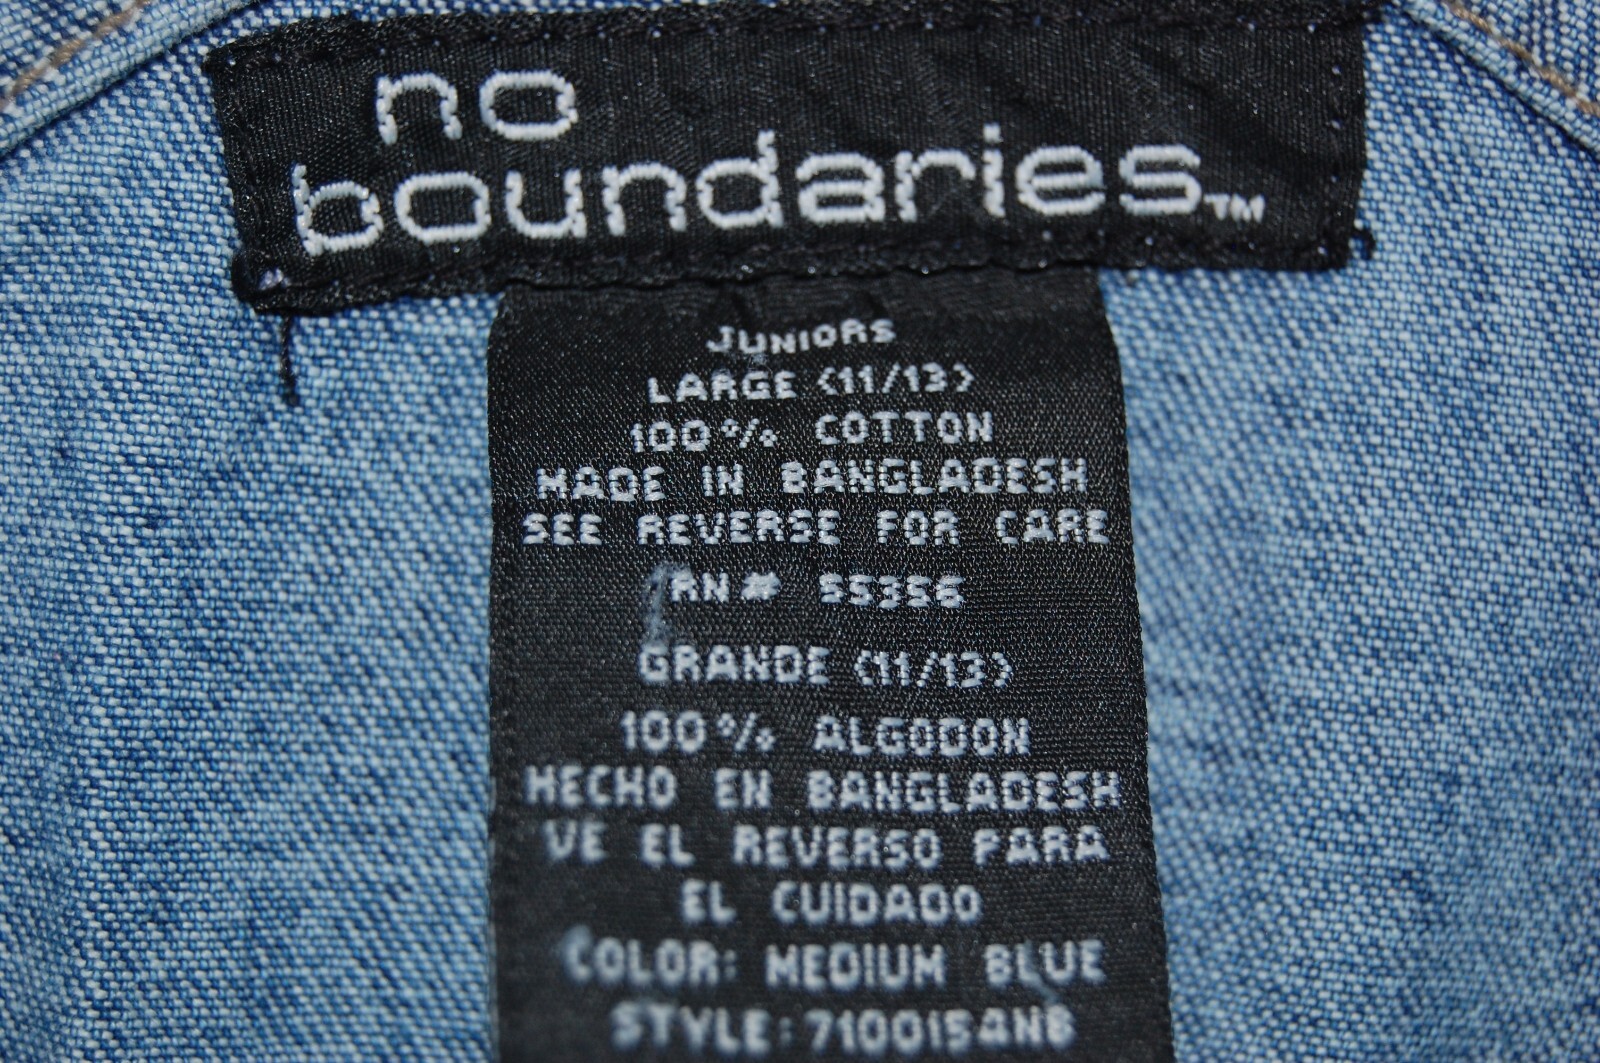 no
boundaries™
JUNIORS
LARGE (11/13)
100% COTTON
MADE IN BANGLADESH
SEE REVERSE FOR CARE
RN# 55356
GRANDE (11/13)
100% ALGODON
HECHO EN BANGLADESH
VE EL REVERSO PARA
EL CUIDADO
COLOR: MEDIUM BLUE
STYLE: 710015ANB